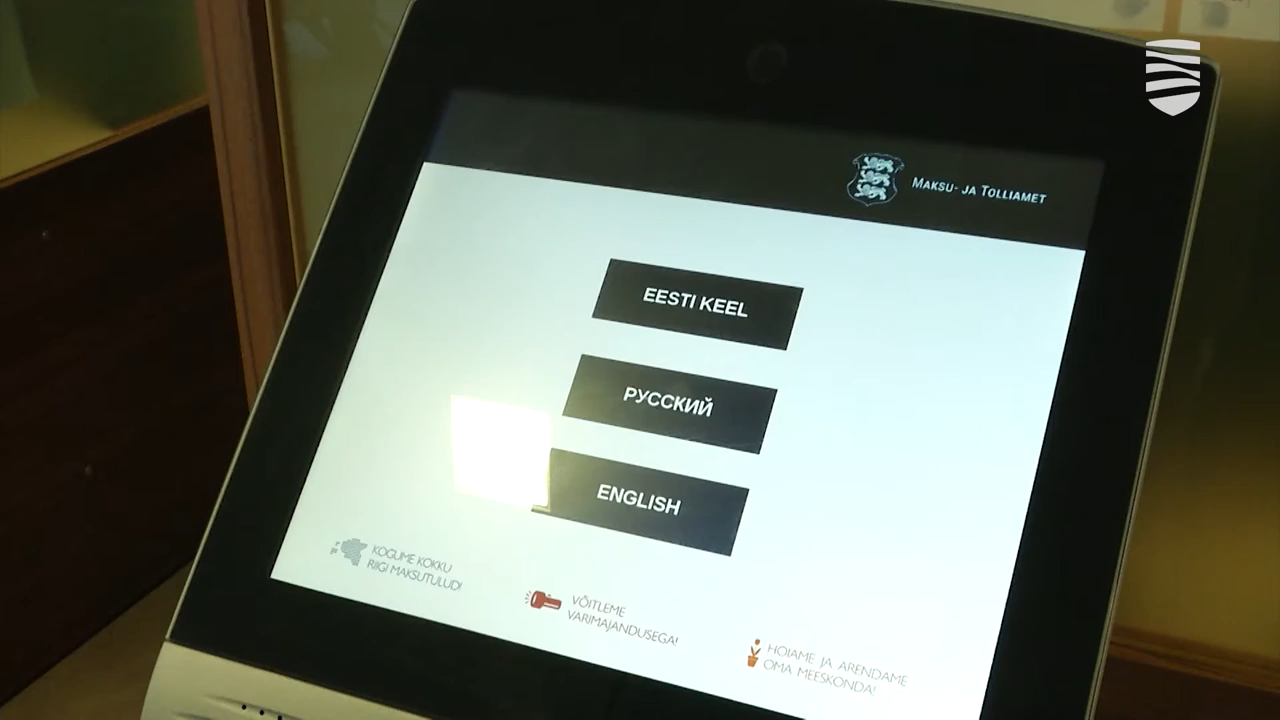 MAKSU- JA TOLLIAMET
EESTI KEEL
РУССКИЙ
ENGLISH
KOGUME KOKKU
RIIGI MAKSUTULUD!
VÕITLEME
VARIMAJANDUSEGA!
HOIAME JA ARENDAME
OMA MEESKONDA!